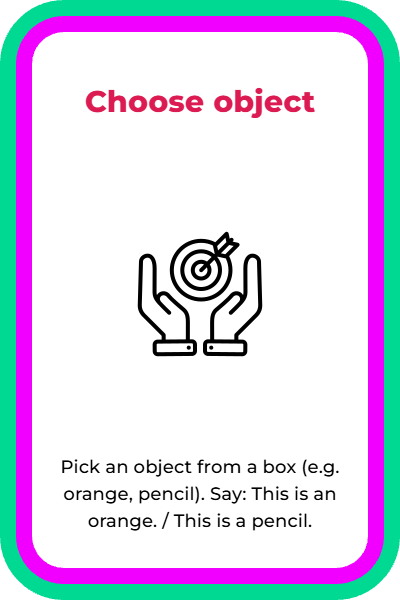 Choose object
Pick an object from a box (e.g.
orange, pencil). Say: This is an
orange. / This is a pencil.